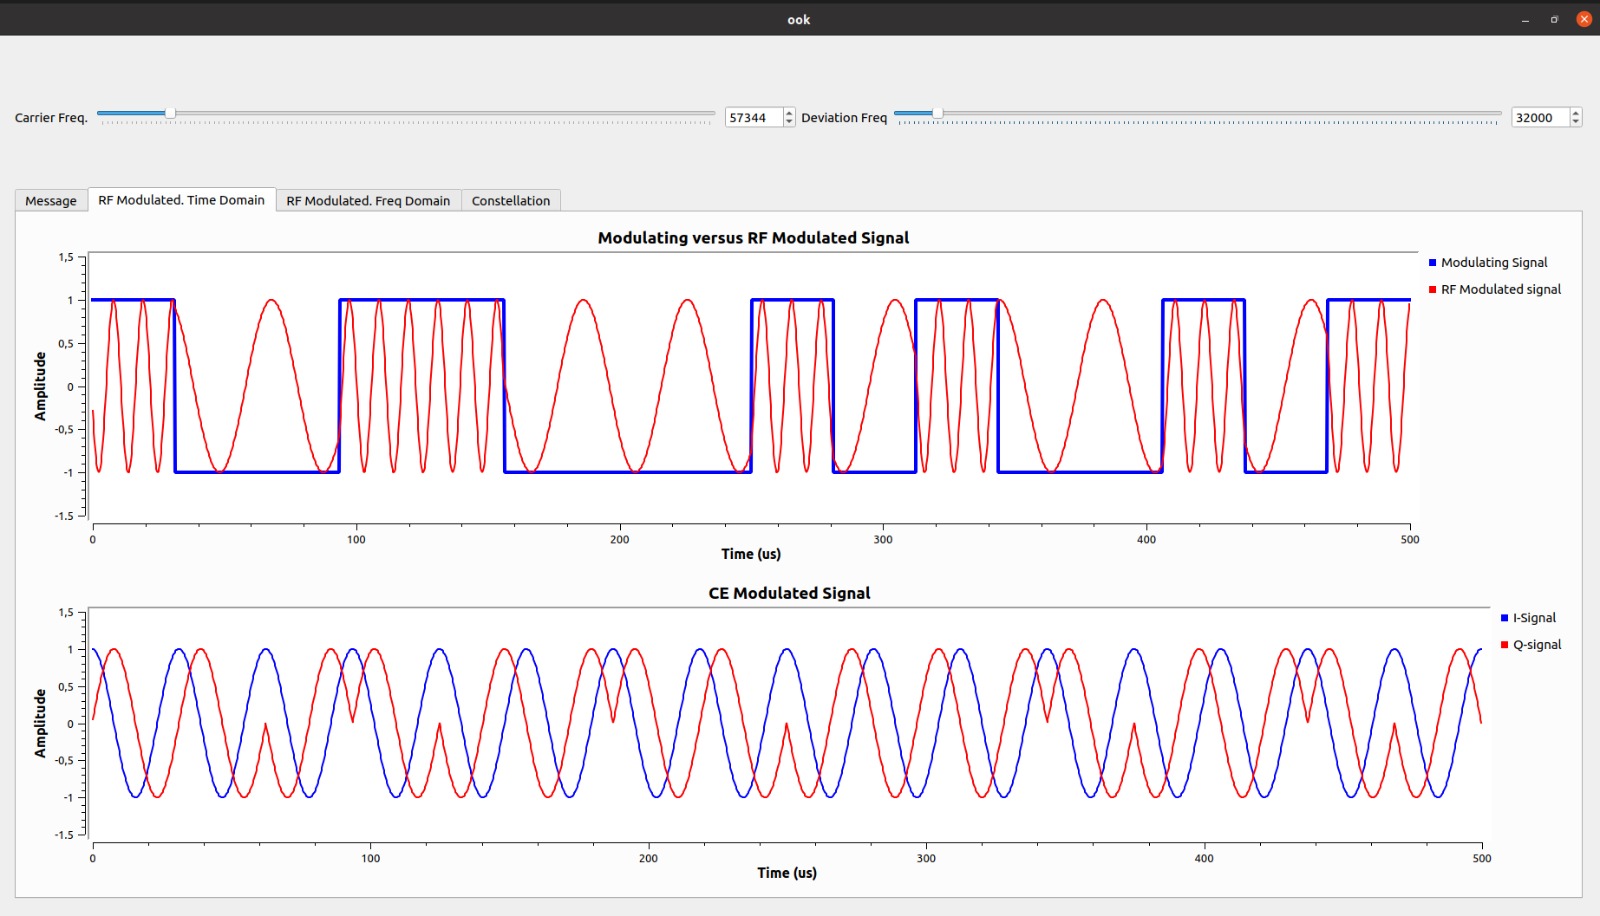 ook
Carrier Freq. 57344 Deviation Freq 32000
Message RF Modulated. Time Domain RF Modulated. Freq Domain Constellation
Modulating versus RF Modulated Signal
1,5
1
0,5
0
-0,5
-1
-1.5
Amplitude
0 100 200 300 400 500
Time (us)
Modulating Signal
RF Modulated signal
CE Modulated Signal
1,5
1
0,5
0
-0,5
-1
-1.5
Amplitude
0 100 200 300 400 500
Time (us)
I-Signal
Q-signal